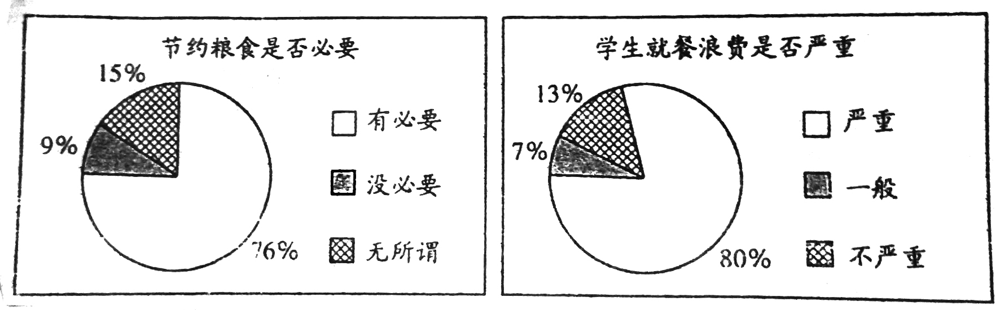 节约粮食是否必要
15%
9%
76%
有必要
没必要
无所谓
学生就餐浪费是否严重
13%
7%
80%
严重
一般
不严重